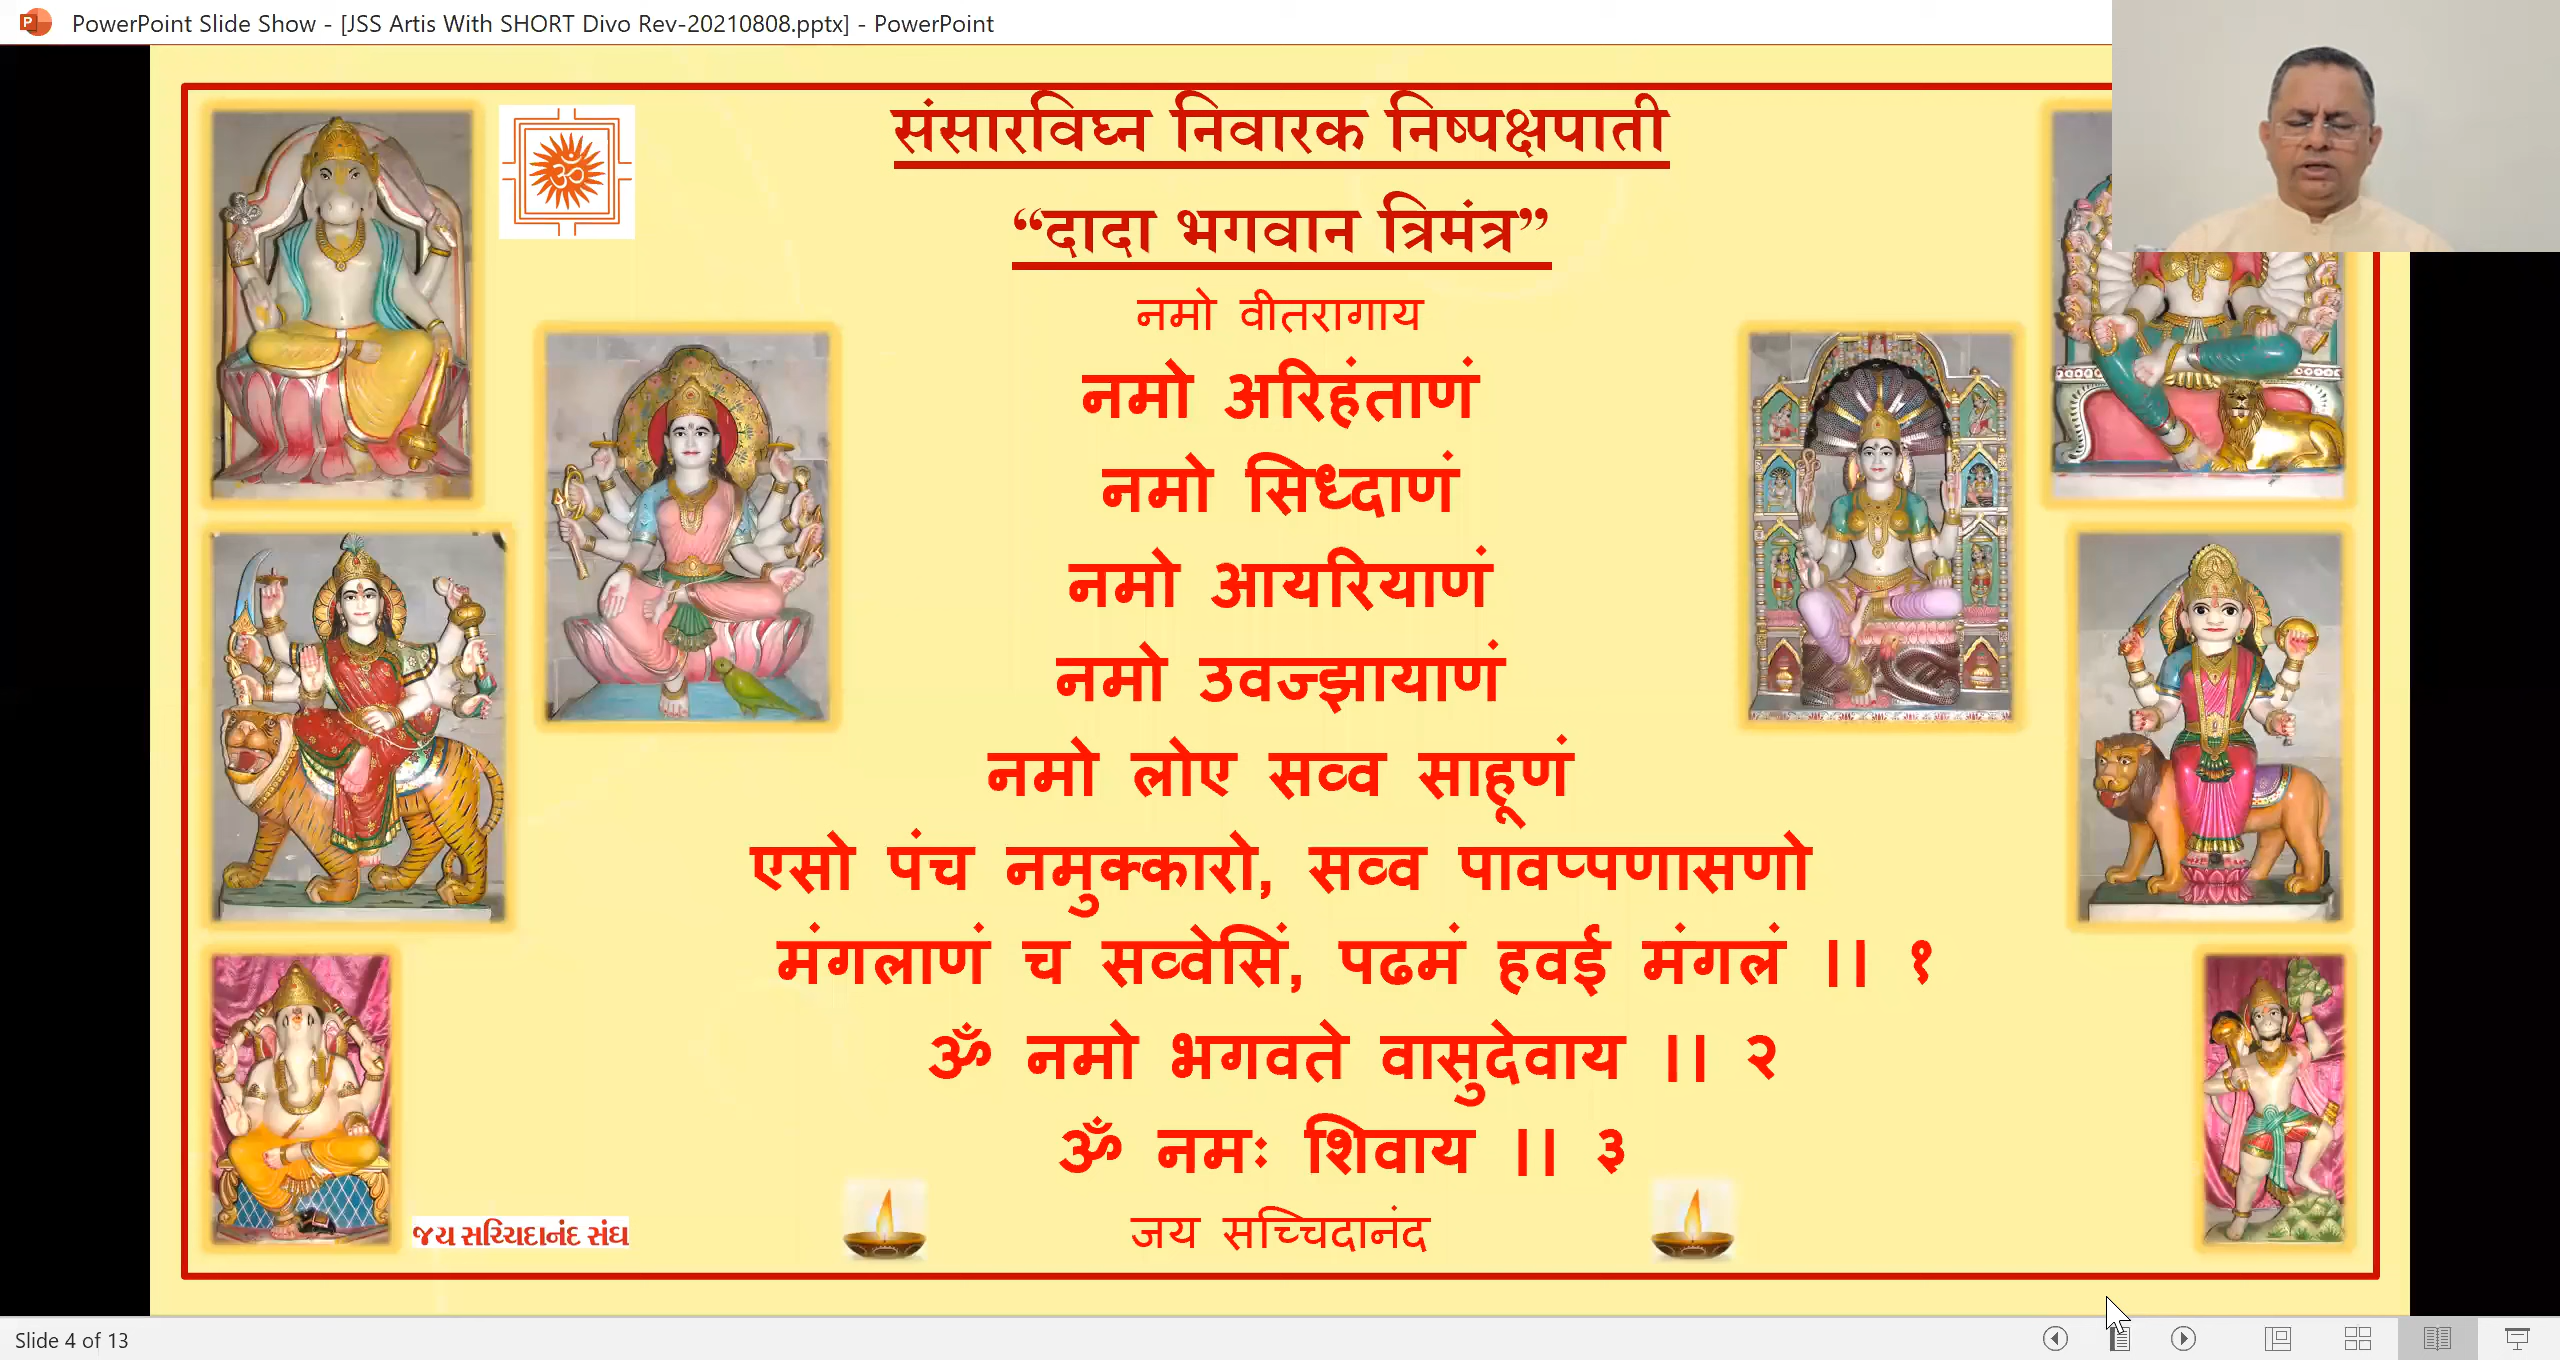 PowerPoint Slide Show - [JSS Artis With SHORT Divo Rev-20210808.pptx] - PowerPoint
संसारविघ्न निवारक निष्पक्षपाती
“दादा भगवान त्रिमंत्र”
नमो वीतरागाय
नमो अरिहंताणं
नमो सिध्दाणं
नमो आयरियाणं
नमो उवज्झायाणं
नमो लोए सव्व साहूणं
एसो पंच नमुक्कारो, सव्व पावप्पणासणो
मंगलाणं च सव्वेसिं, पढमं हवई मंगलं ।। १
ॐ नमो भगवते वासुदेवाय ।। २
ॐ नमः शिवाय ।। ३
जय सच्चिदानंद
જય સચ્ચિદાનંદ સંઘ
Slide 4 of 13